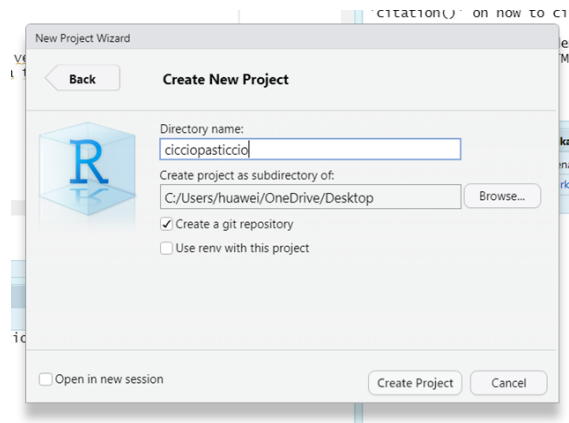 'citation()' on how to ci
New Project Wizard
Back
Create New Project
Directory name:
cicciopasticcio
Create project as subdirectory of:
C:/Users/huawei/OneDrive/Desktop
Browse...
Create a git repository
Use renv with this project
Open in new session
Create Project
Cancel